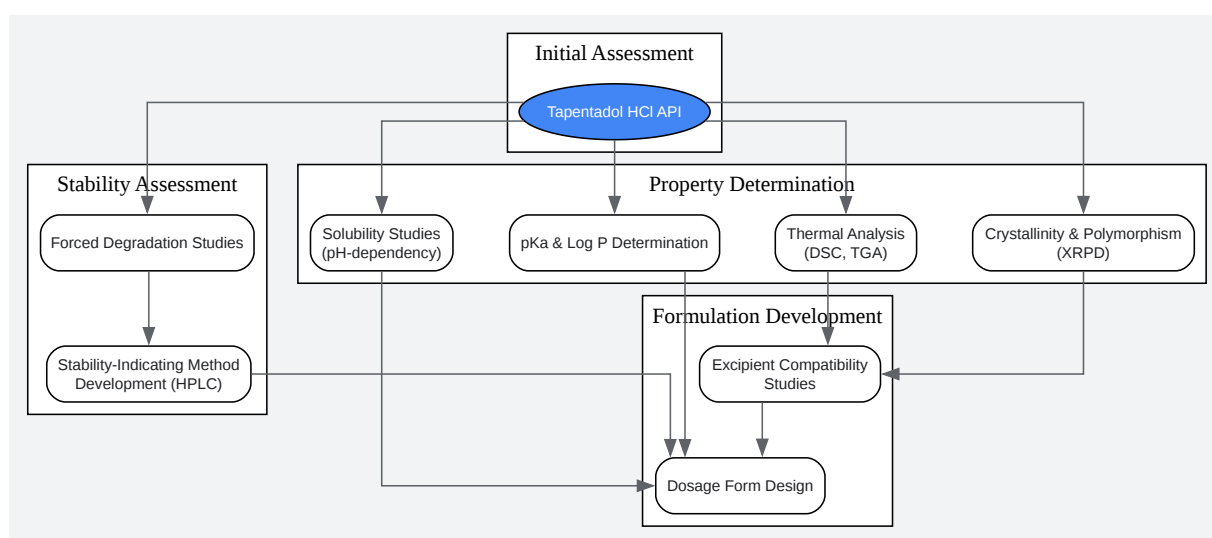 Initial Assessment
Tapentadol HCl API
Stability Assessment
Property Determination
Forced Degradation Studies
Solubility Studies
(pH-dependency)
pKa & Log P Determination
Thermal Analysis
(DSC, TGA)
Crystallinity & Polymorphism
(XRPD)
Formulation Development
Stability-Indicating Method
Development (HPLC)
Excipient Compatibility
Studies
Dosage Form Design